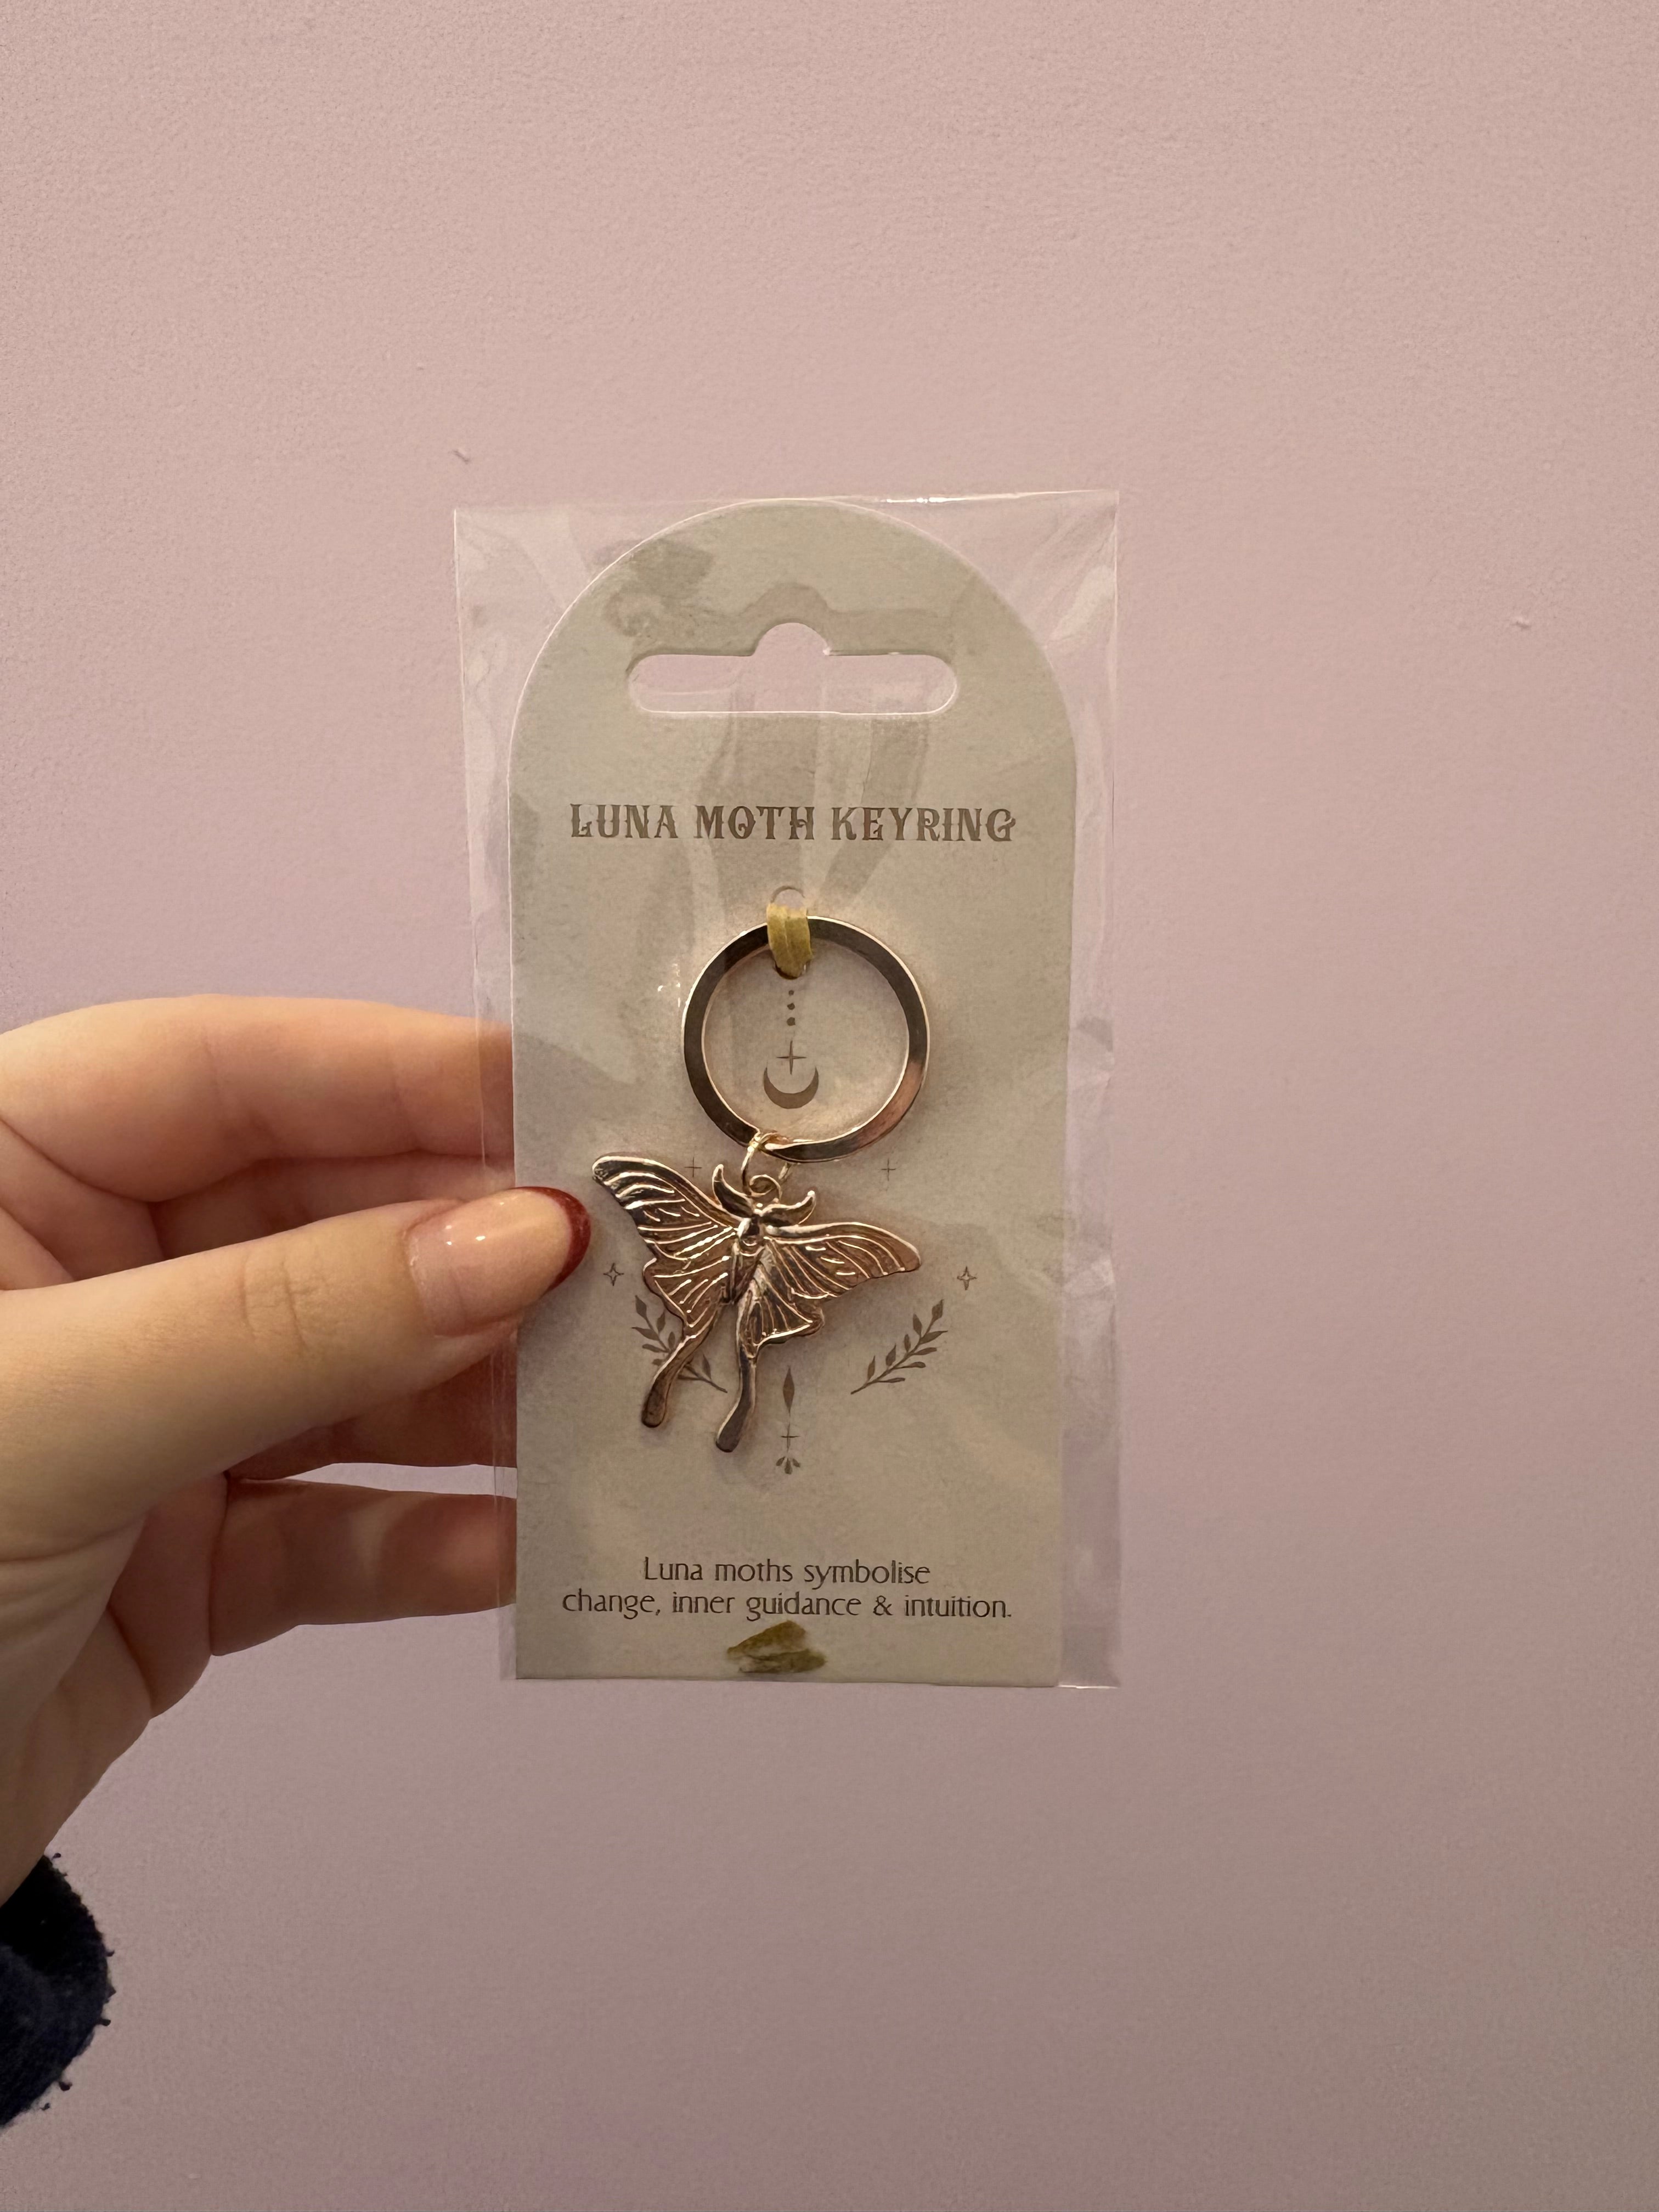 LUNA MOTH KEYRING
Luna moths symbolise
change, inner guidance & intuition.